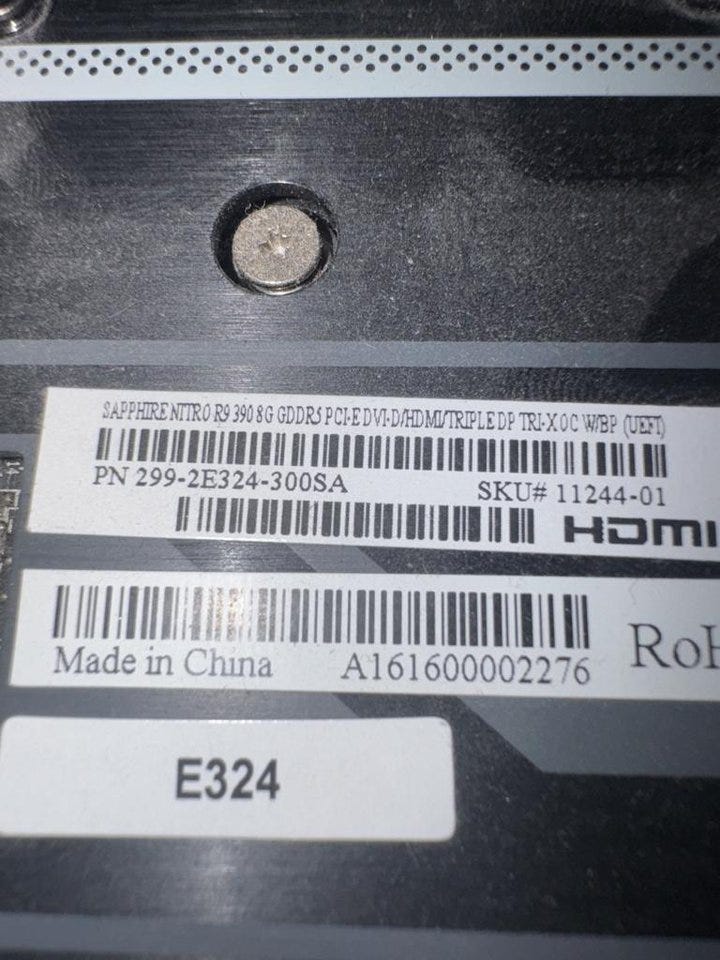 SAPPHIRE NITRO R9 390 8G GDDR5 PCI-E DVI-D/HDMI/TRIPLE DP TRI-X OC W/BP (UEFI)
PN 299-2E324-300SA SKU# 11244-01
HDMI
Made in China A161600002276
RoH
E324